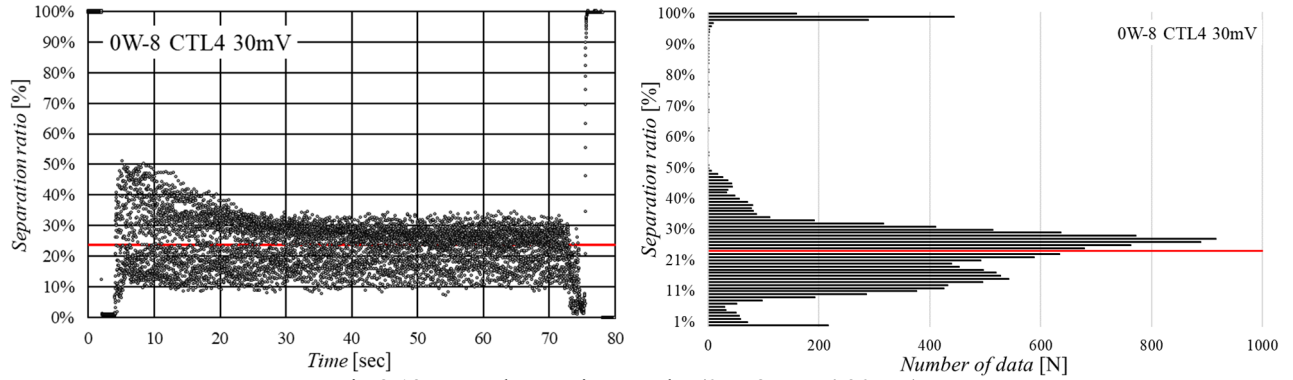 100%
90%
80%
70%
60%
50%
40%
30%
20%
10%
0%
Separation ratio [%]
0W-8 CTL4 30mV
0 10 20 30 40 50 60 70 80
Time [sec]
100%
90%
80%
70%
60%
50%
40%
30%
21%
11%
1%
Separation ratio [%]
0W-8 CTL4 30mV
0 200 400 600 800 1000
Number of data [N]